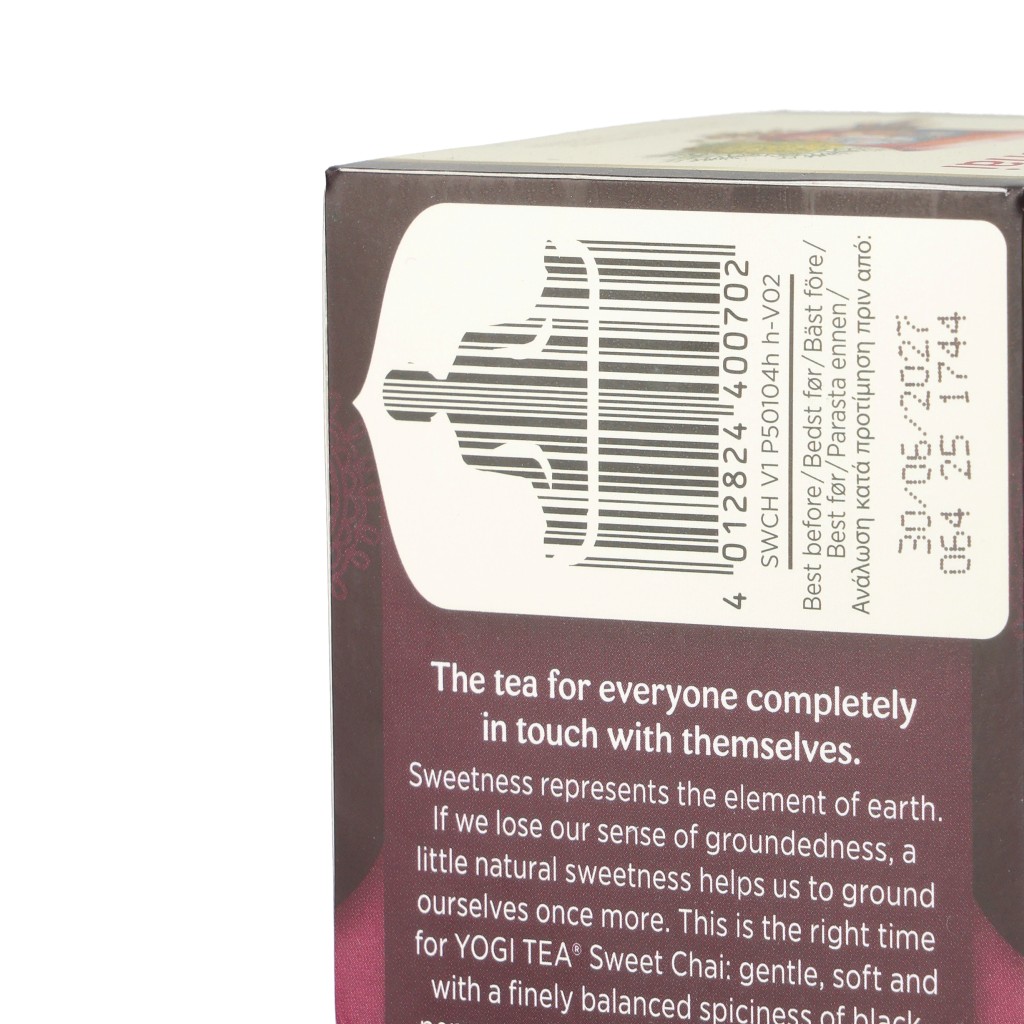 4 012824 400702
SWCH V1 P50104h h-V02
Best before/Bedst før/Bäst före/
Best før/Parasta ennen/
Ανάλωση κατά προτίμηση πριν από:
30/06/2027
064 25 1744
The tea for everyone completely
in touch with themselves.
Sweetness represents the element of earth.
If we lose our sense of groundedness, a
little natural sweetness helps us to ground
ourselves once more. This is the right time
for YOGI TEA® Sweet Chai: gentle, soft and
with a finely balanced spiciness of black